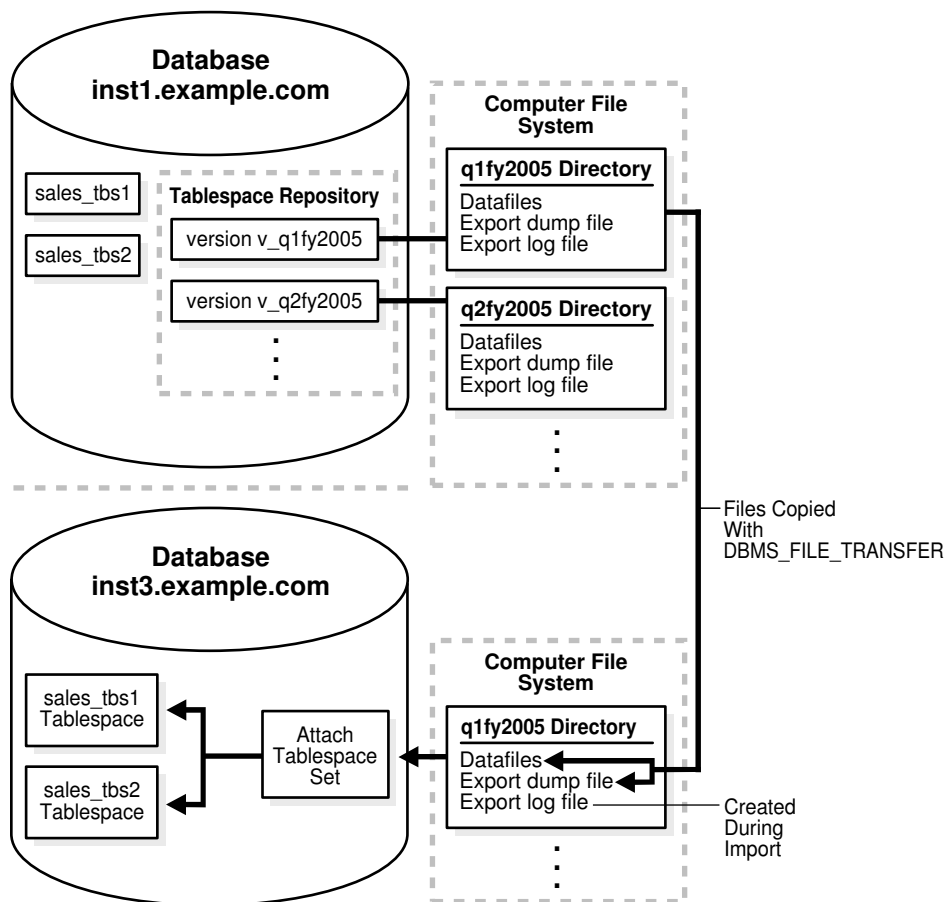 Database
inst1.example.com
sales_tbs1
sales_tbs2
Tablespace Repository
version v_q1fy2005
version v_q2fy2005
Computer File
System
q1fy2005 Directory
Datafiles
Export dump file
Export log file
q2fy2005 Directory
Datafiles
Export dump file
Export log file
Files Copied
With
DBMS_FILE_TRANSFER
Database
inst3.example.com
sales_tbs1
Tablespace
sales_tbs2
Tablespace
Attach
Tablespace
Set
Computer File
System
q1fy2005 Directory
Datafiles
Export dump file
Export log file
Created
During
Import